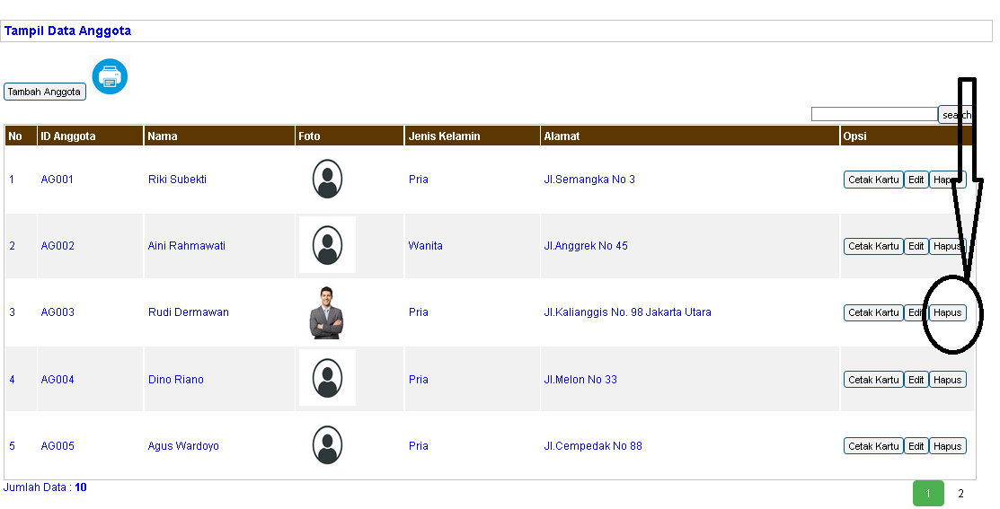 Tampil Data Anggota
Tambah Anggota
search
No ID Anggota Nama Foto Jenis Kelamin Alamat Opsi
1 AG001 Riki Subekti Pria Jl.Semangka No 3 Cetak Kartu Edit Hapus
2 AG002 Aini Rahmawati Wanita Jl.Anggrek No 45 Cetak Kartu Edit Hapus
3 AG003 Rudi Dermawan Pria Jl.Kalianggis No. 98 Jakarta Utara Cetak Kartu Edit Hapus
4 AG004 Dino Riano Pria Jl.Melon No 33 Cetak Kartu Edit Hapus
5 AG005 Agus Wardoyo Pria Jl.Cempedak No 88 Cetak Kartu Edit Hapus
Jumlah Data : 10
1 2